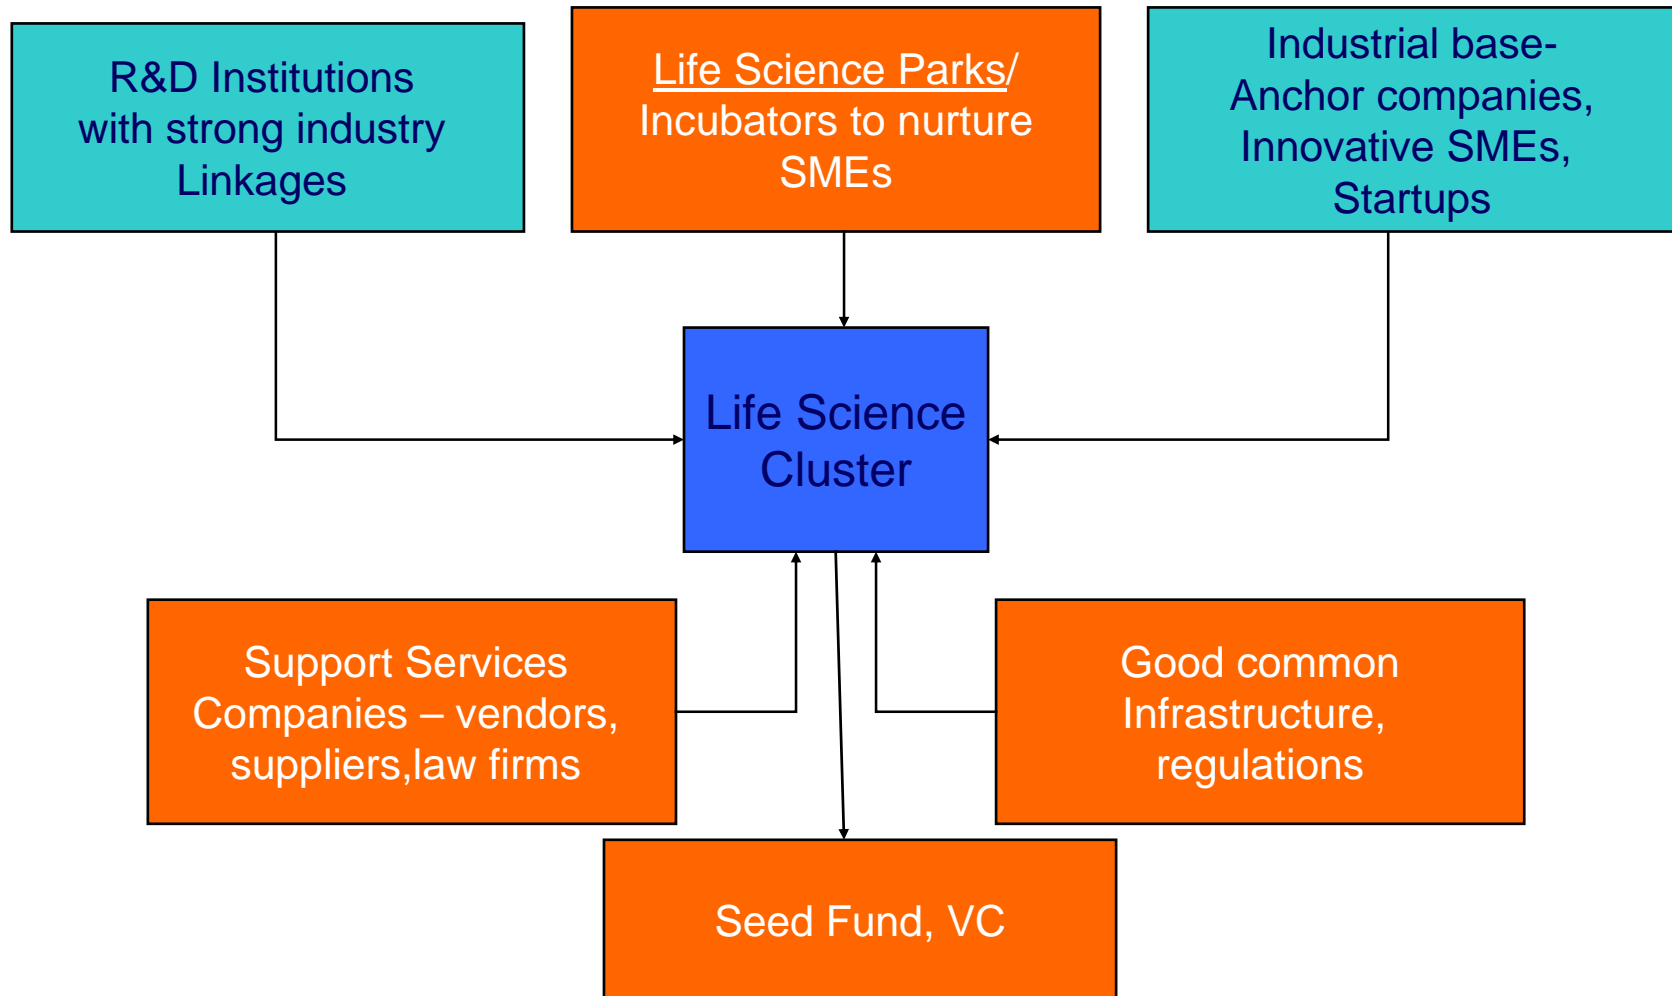 R&D Institutions
with strong industry
Linkages
Life Science Parks/
Incubators to nurture
SMEs
Industrial base-
Anchor companies,
Innovative SMEs,
Startups
Life Science
Cluster
Support Services
Companies – vendors,
suppliers,law firms
Good common
Infrastructure,
regulations
Seed Fund, VC